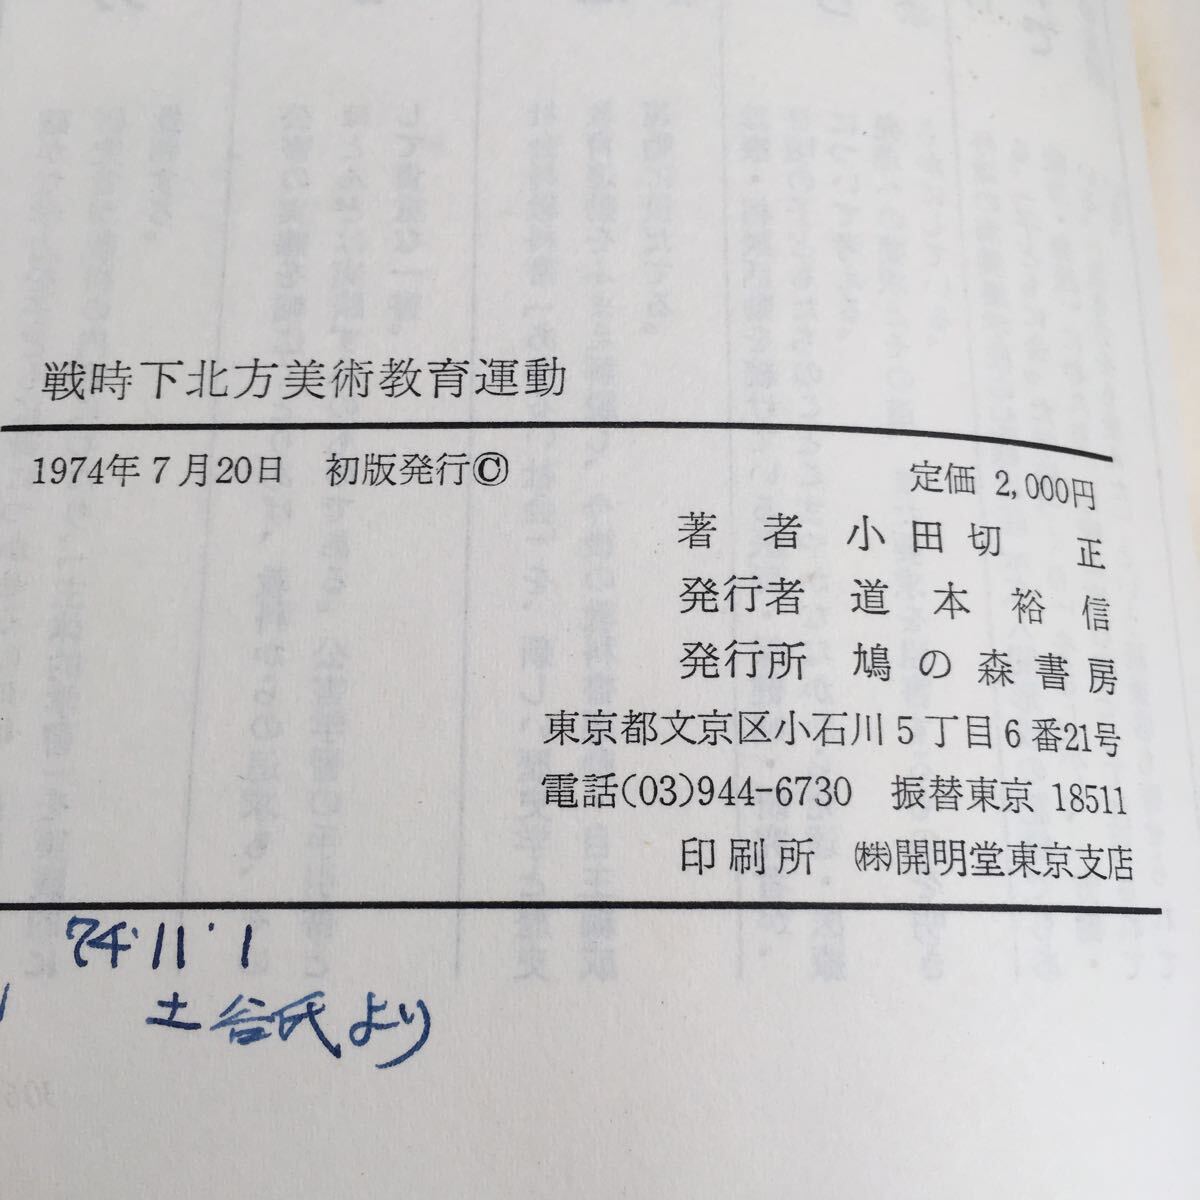 戦時下北方美術教育運動
1974年7月20日 初版発行©
定価 2,000円
著 者 小田切 正
発行者 道本裕信
発行所 鳩の森書房
東京都文京区小石川5丁目6番21号
電話(03)944-6730 振替東京 18511
印刷所 ㈱開明堂東京支店
74・11・1
土谷氏より